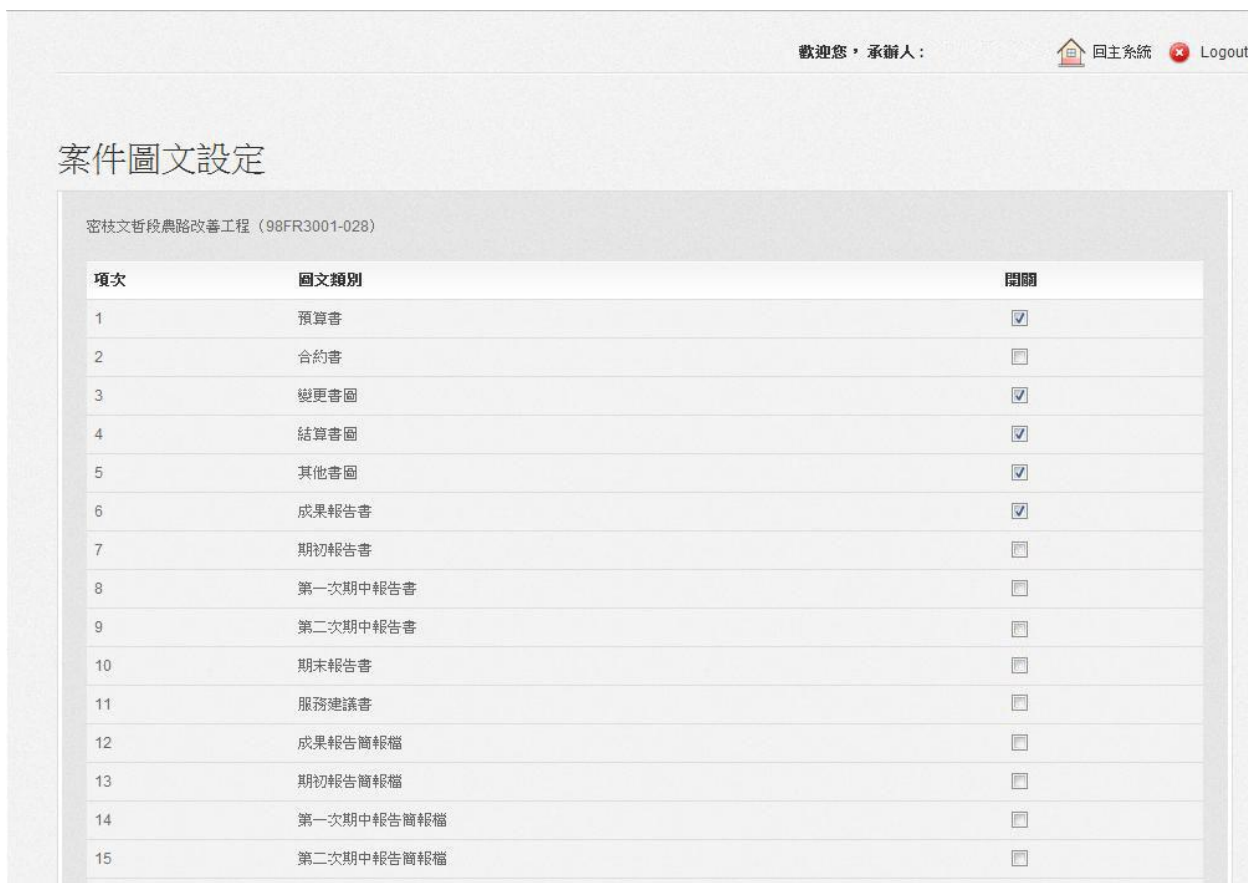 歡迎您，承辦人： 回主系統 Logout
案件圖文設定
密枝文哲段農路改善工程（98FR3001-028）
項次 圖文類別 開關
1 預算書
2 合約書
3 變更書圖
4 結算書圖
5 其他書圖
6 成果報告書
7 期初報告書
8 第一次期中報告書
9 第二次期中報告書
10 期末報告書
11 服務建議書
12 成果報告簡報檔
13 期初報告簡報檔
14 第一次期中報告簡報檔
15 第二次期中報告簡報檔